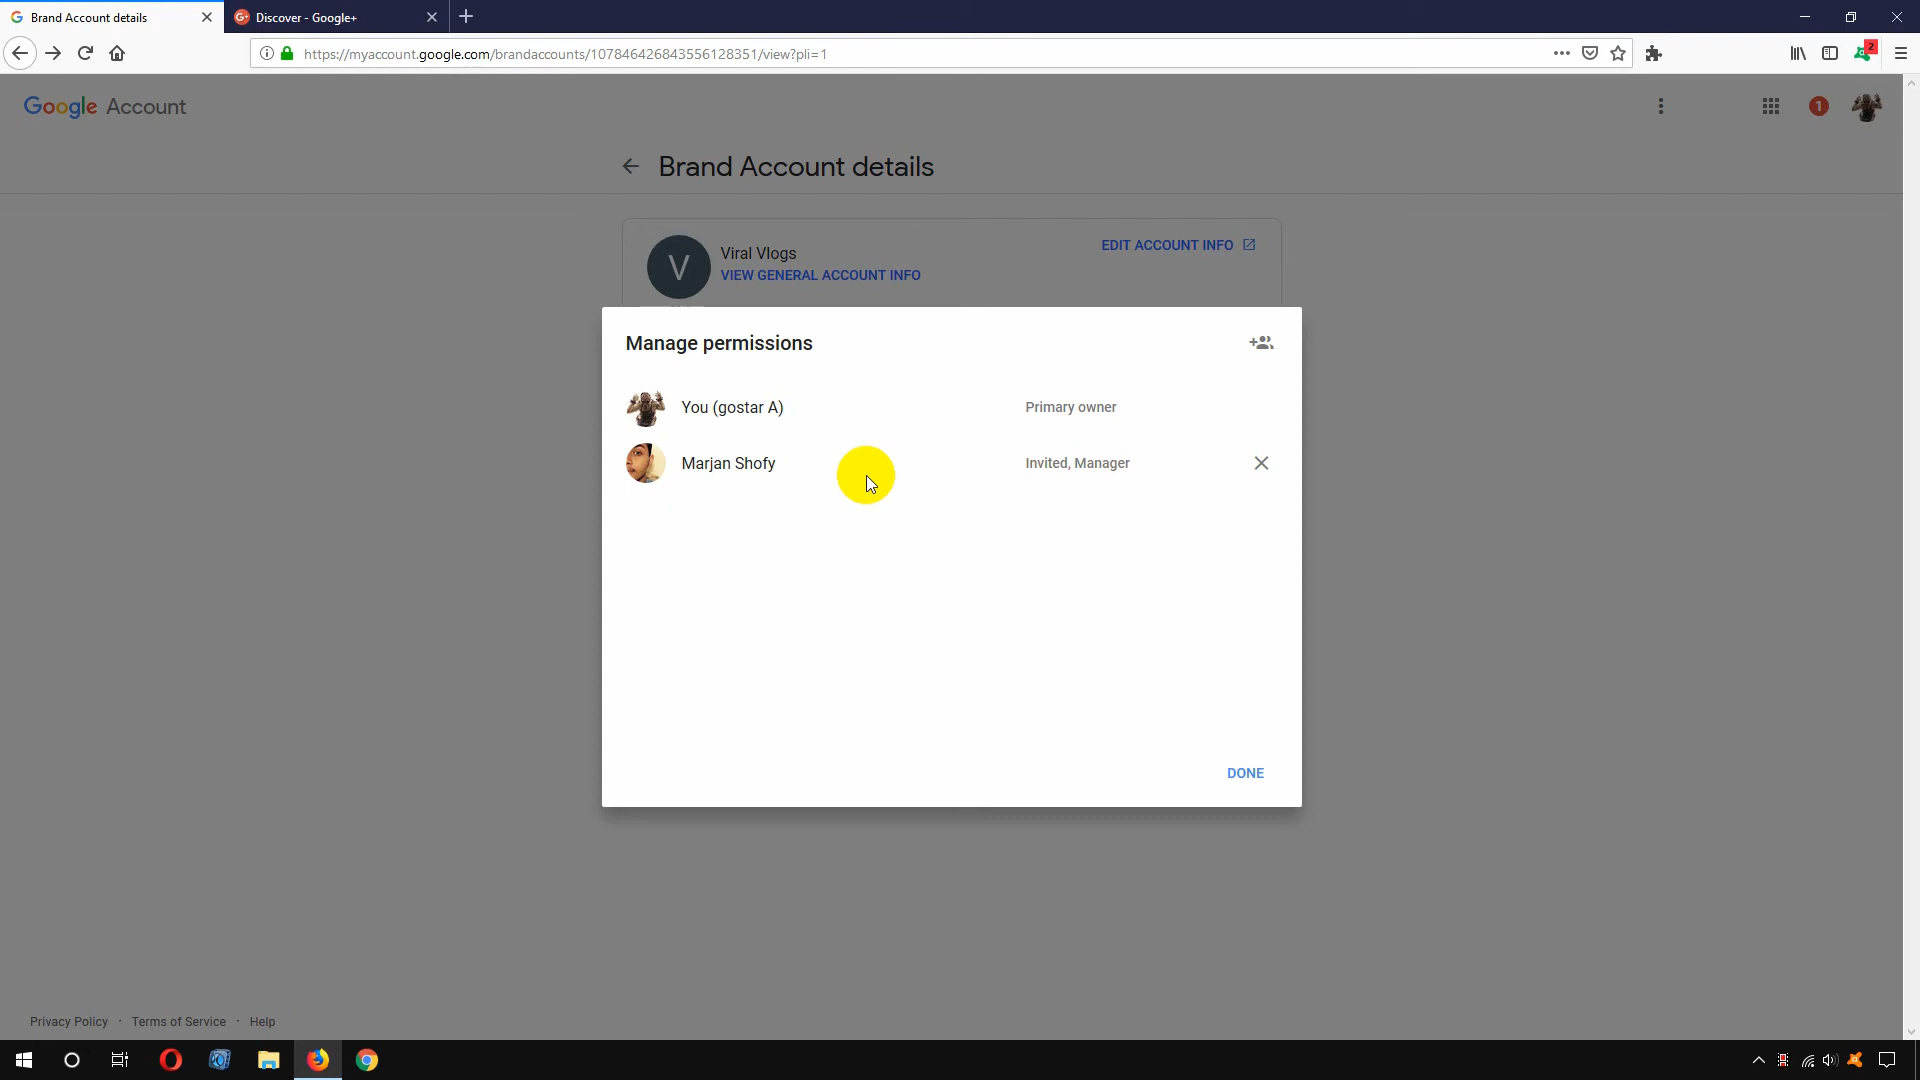 Brand Account details
Discover - Google+
https://myaccount.google.com/brandaccounts/107846426843556128351/view?pli=1
2
Google Account
1
Brand Account details
V
Viral Vlogs
EDIT ACCOUNT INFO
VIEW GENERAL ACCOUNT INFO
Manage permissions
You (gostar A)
Primary owner
Marjan Shofy
Invited, Manager
DONE
Privacy Policy · Terms of Service · Help